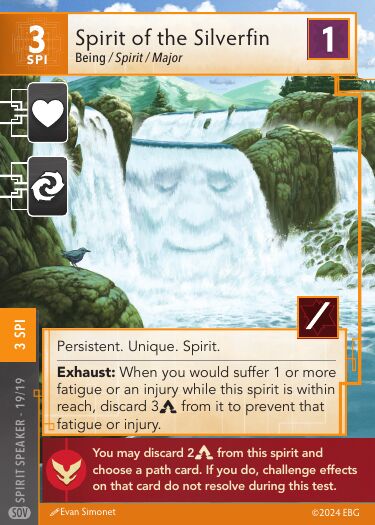 3
SPI
Spirit of the Silverfin
Being / Spirit / Major
1
3 SPI
Persistent. Unique. Spirit.
Exhaust: When you would suffer 1 or more
fatigue or an injury while this spirit is within
reach, discard 3 from it to prevent that
fatigue or injury.
You may discard 2 from this spirit and
choose a path card. If you do, challenge effects
on that card do not resolve during this test.
SOV SPIRIT SPEAKER - 19/19
Evan Simonet
©2024 EBG